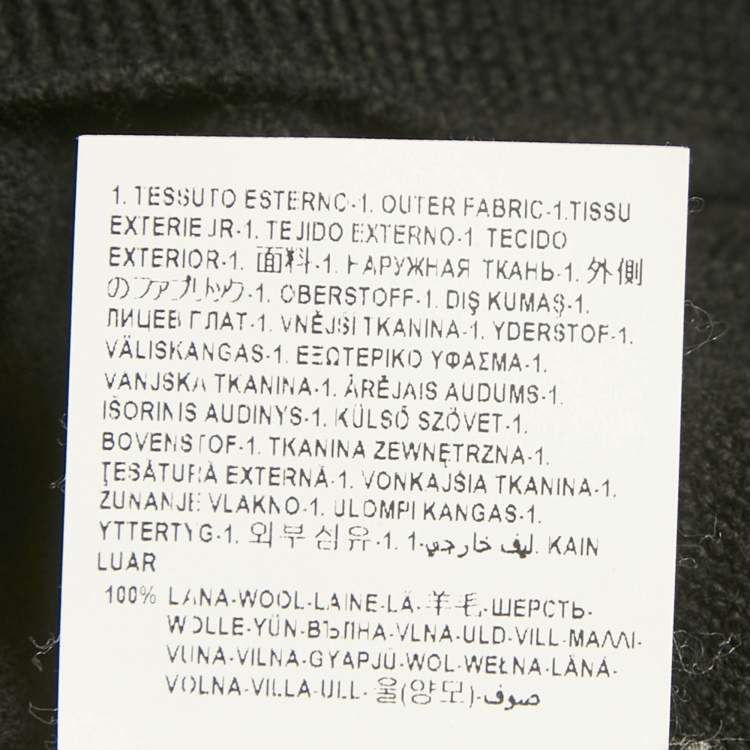 1. TESSUTO ESTERNO-1. OUTER FABRIC-1.TISSU
EXTERIEUR-1. TEJIDO EXTERNO-1 TECIDO
EXTERIOR-1. 面料-1. НАРУЖНАЯ ТКАНЬ-1. 外側
のファブリック-1. OBERSTOFF-1. DIŞ KUMAŞ-1.
ЛИЦЕВ ПЛАТ-1. VNĚJŠÍ TKANINA-1. YDERSTOF-1.
VÄLISKANGAS-1. ΕΞΩΤΕΡΙΚΟ ΥΦΑΣΜΑ-1.
VANJSKA TKANINA-1. ĀRĒJAIS AUDUMS-1.
IŠORINIS AUDINYS-1. KÜLSŐ SZÖVET-1.
BOVENSTOF-1. TKANINA ZEWNĘTRZNA-1.
ŢESĂTURĂ EXTERNĂ-1. VONKAJŠIA TKANINA-1.
ZUNANJE VLAKNO-1. ULOMPI KANGAS-1.
YTTERTYG-1. 외부 섬유-1. 1-ليف خارجي. KAIN
LUAR
100% LANA-WOOL-LAINE-LÃ-羊毛-ШЕРСТЬ-
WOLLE-YÜN-ВЪЛНА-VLNA-ULD-VILL-ΜΑΛΛΙ-
VUNA-VILNA-GYAPJÚ-WOL-WEŁNA-LÂNĂ-
VOLNA-VILLA-ULL-울(양모)-صوف